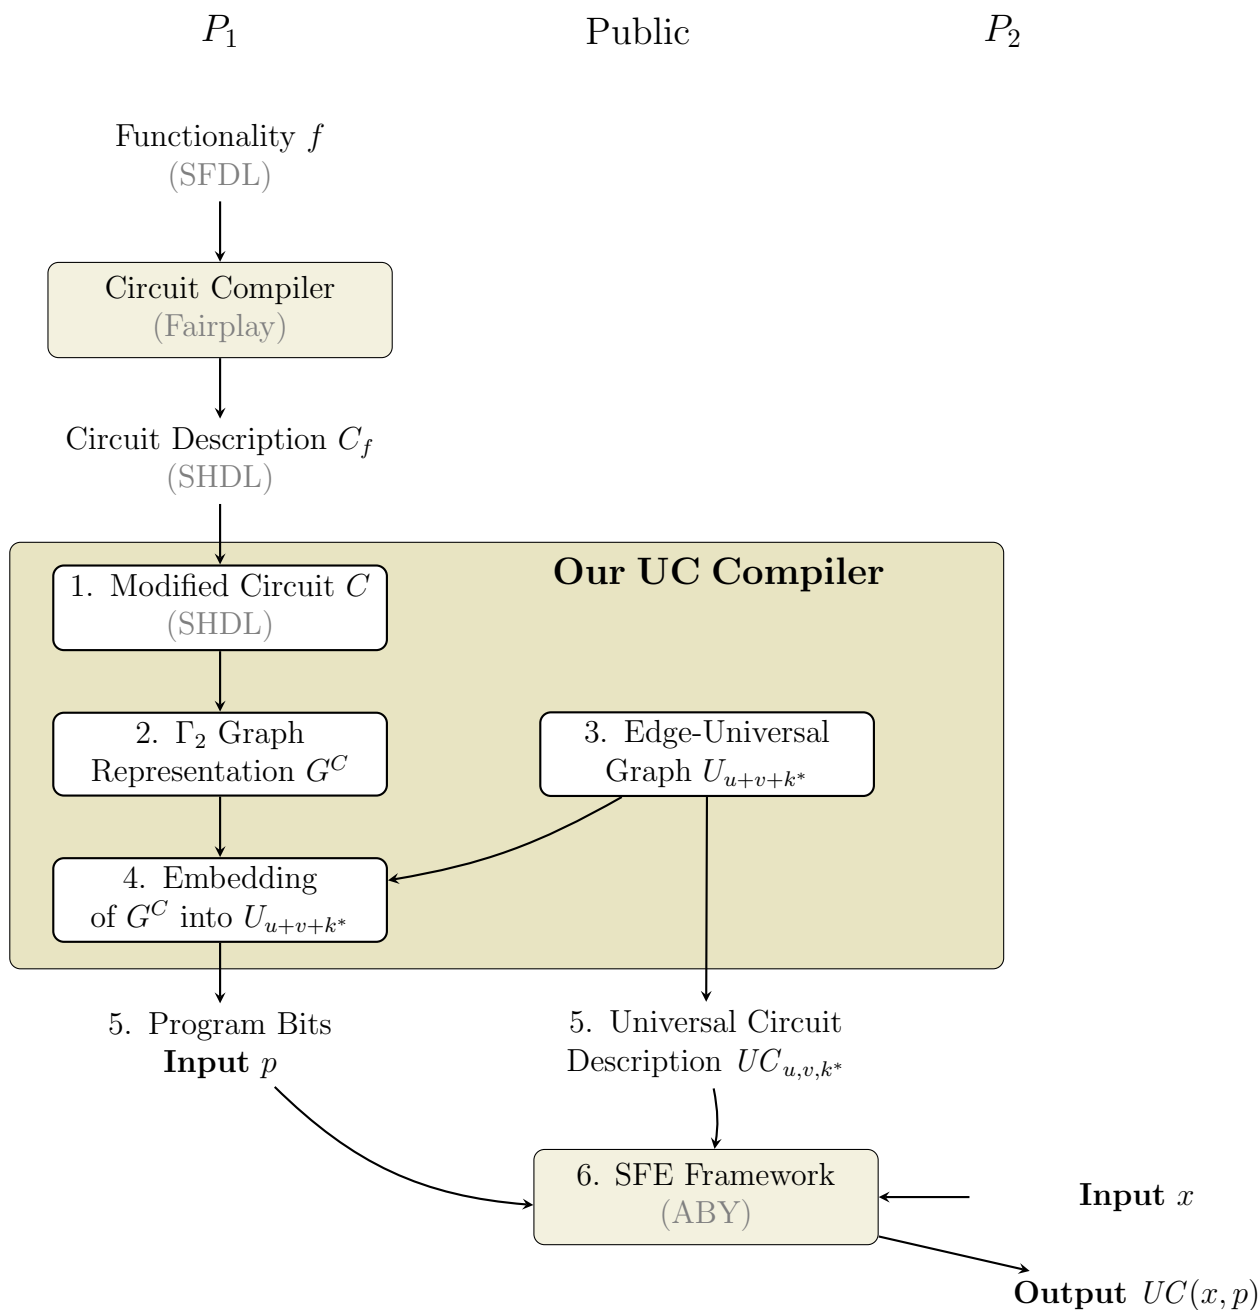 P₁ Public P₂
Functionality f
(SFDL)
Circuit Compiler
(Fairplay)
Circuit Description C_f
(SHDL)
Our UC Compiler
1. Modified Circuit C
(SHDL)
2. Γ₂ Graph
Representation G^C
3. Edge-Universal
Graph U_{u+v+k*}
4. Embedding
of G^C into U_{u+v+k*}
5. Program Bits
Input p
5. Universal Circuit
Description UC_{u,v,k*}
6. SFE Framework
(ABY)
Input x
Output UC(x, p)